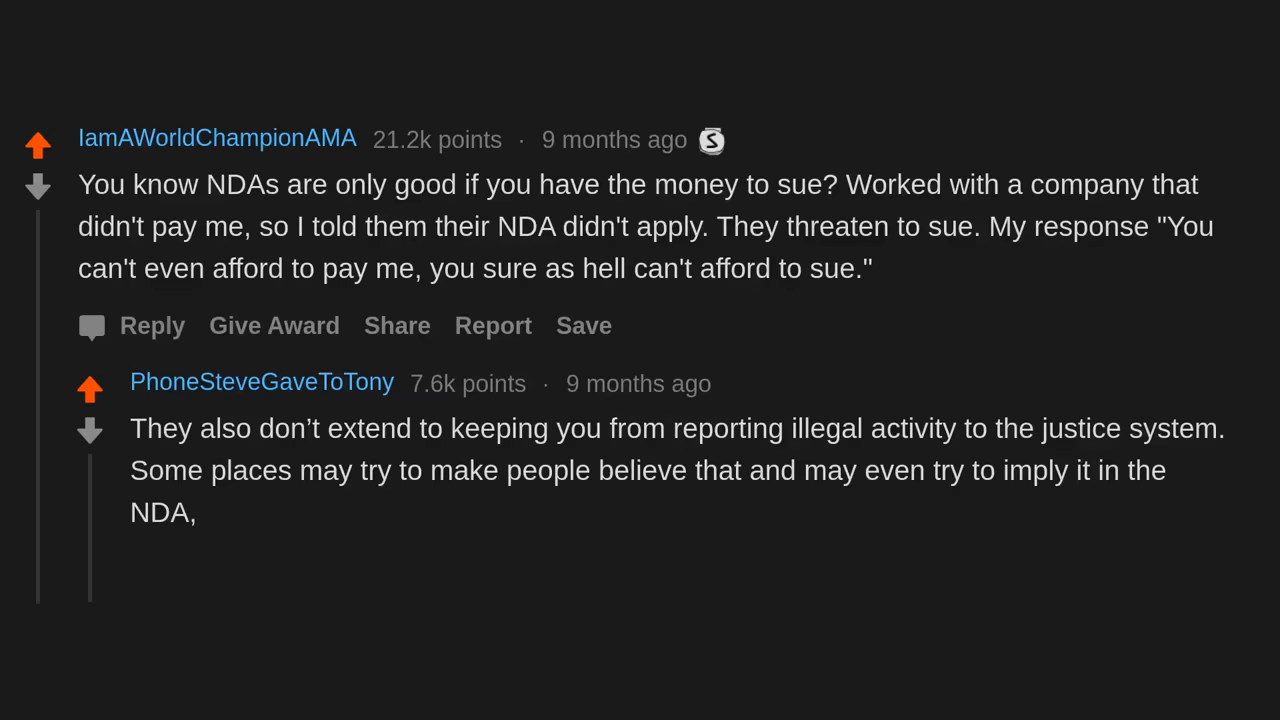 IamAWorldChampionAMA 21.2k points · 9 months ago S
You know NDAs are only good if you have the money to sue? Worked with a company that
didn't pay me, so I told them their NDA didn't apply. They threaten to sue. My response "You
can't even afford to pay me, you sure as hell can't afford to sue."
Reply Give Award Share Report Save
PhoneSteveGaveToTony 7.6k points · 9 months ago
They also don’t extend to keeping you from reporting illegal activity to the justice system.
Some places may try to make people believe that and may even try to imply it in the
NDA,